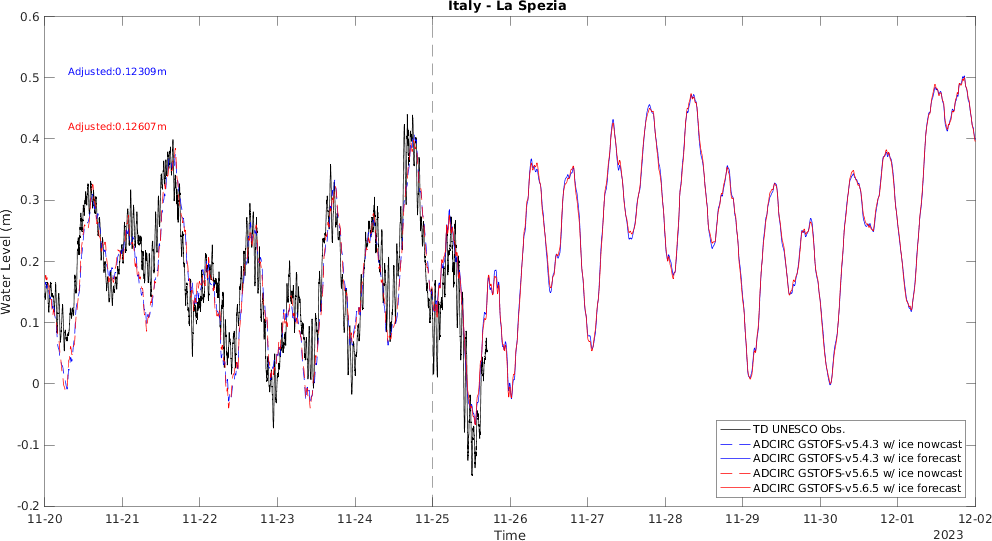 Italy - La Spezia
0.6
0.5
0.4
0.3
0.2
0.1
0
-0.1
-0.2
Water Level (m)
Adjusted:0.12309m
Adjusted:0.12607m
TD UNESCO Obs.
ADCIRC GSTOFS-v5.4.3 w/ ice nowcast
ADCIRC GSTOFS-v5.4.3 w/ ice forecast
ADCIRC GSTOFS-v5.6.5 w/ ice nowcast
ADCIRC GSTOFS-v5.6.5 w/ ice forecast
11-20 11-21 11-22 11-23 11-24 11-25 11-26 11-27 11-28 11-29 11-30 12-01 12-02
Time
2023